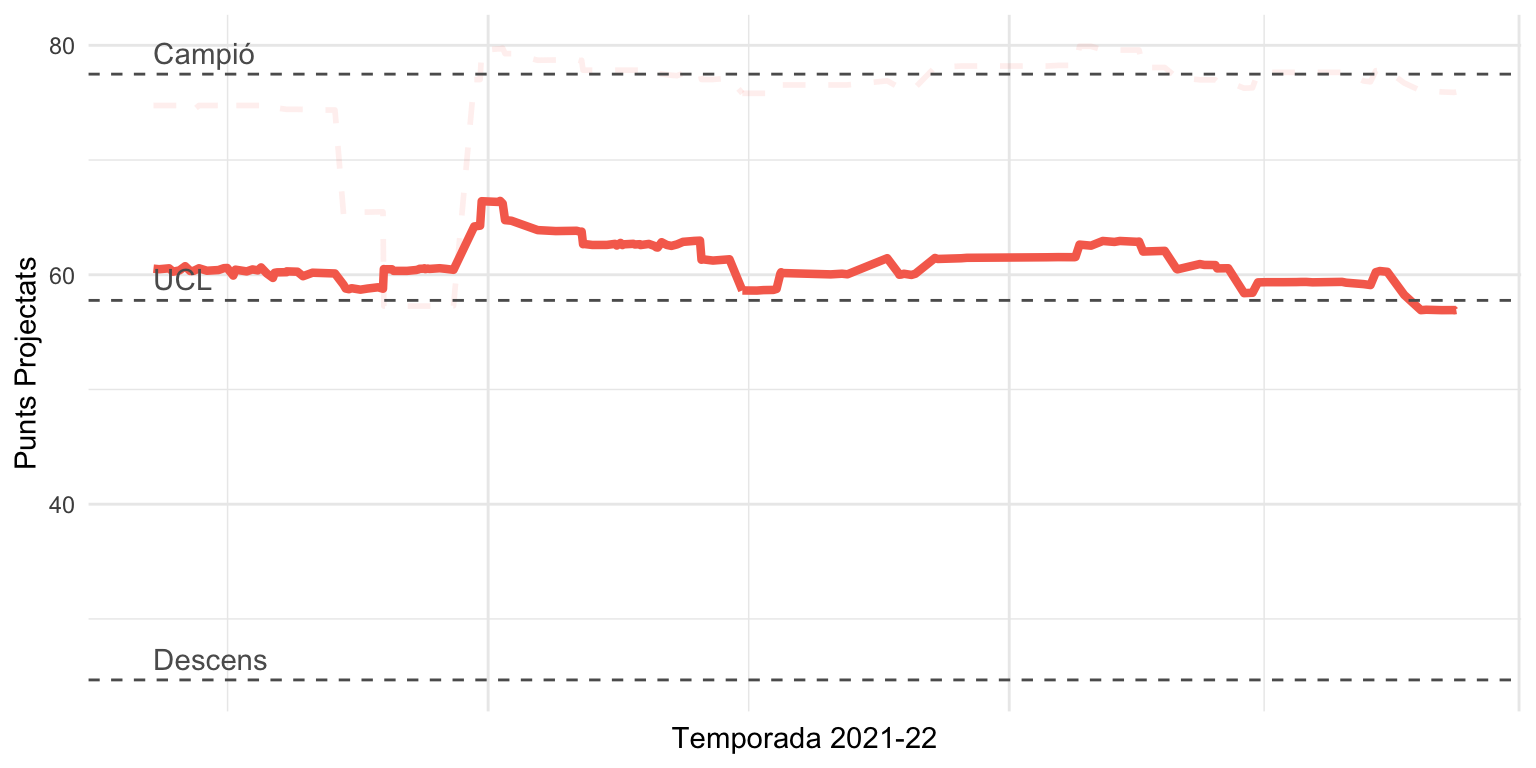 80
Campió
60
UCL
40
Descens
Punts Projectats
Temporada 2021-22